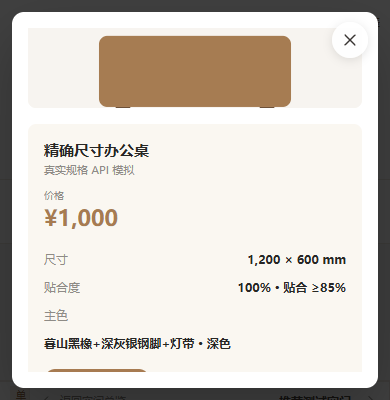 精确尺寸办公桌
真实规格 API 模拟
价格
¥1,000
尺寸
1,200 × 600 mm
贴合度
100% · 贴合 ≥85%
主色
暮山黑橡+深灰银钢脚+灯带 · 深色